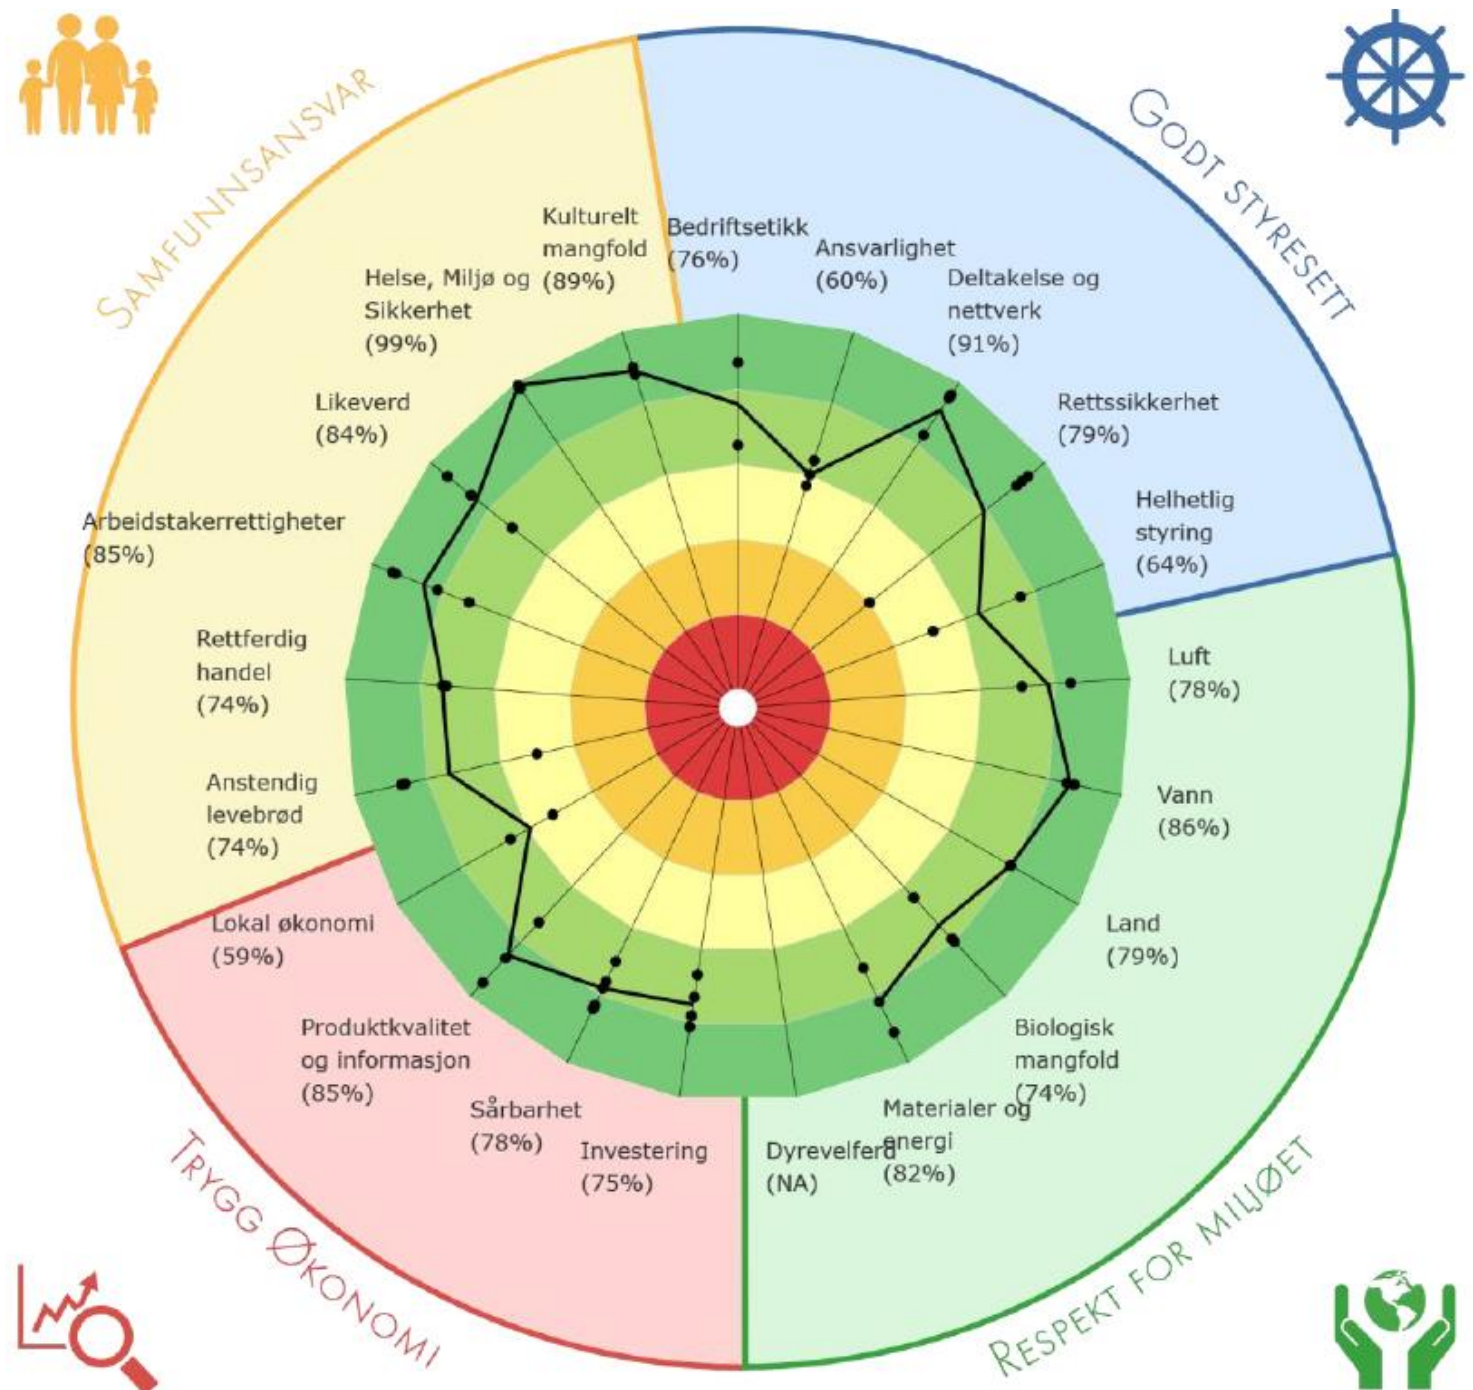 SAMFUNNSANSVAR
GODT STYRESETT
Kulturelt
mangfold
(89%)
Bedriftsetikk
(76%)
Ansvarlighet
(60%)
Helse, Miljø og
Sikkerhet
(99%)
Deltakelse og
nettverk
(91%)
Likeverd
(84%)
Rettssikkerhet
(79%)
Arbeidstakerrettigheter
(85%)
Helhetlig
styring
(64%)
Rettferdig
handel
(74%)
Luft
(78%)
Anstendig
levebrød
(74%)
Vann
(86%)
Lokal økonomi
(59%)
Land
(79%)
Produktkvalitet
og informasjon
(85%)
Biologisk
mangfold
(74%)
Sårbarhet
(78%)
Materialer og
energi
(82%)
Investering
(75%)
Dyrevelferd
(NA)
TRYGG ØKONOMI
RESPEKT FOR MILJØET